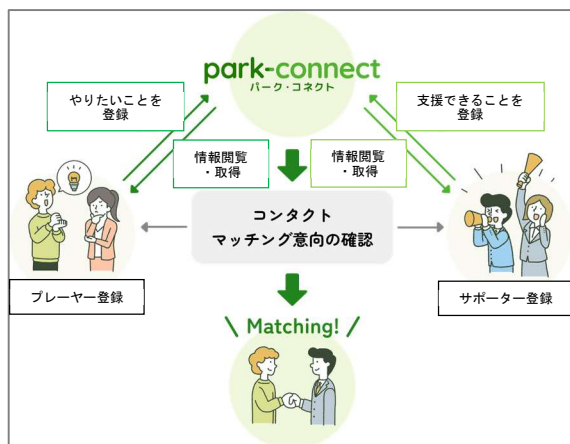 park-connect
パーク・コネクト
やりたいことを
登録
支援できることを
登録
情報閲覧
・取得
情報閲覧
・取得
コンタクト
マッチング意向の確認
プレーヤー登録
サポーター登録
Matching!